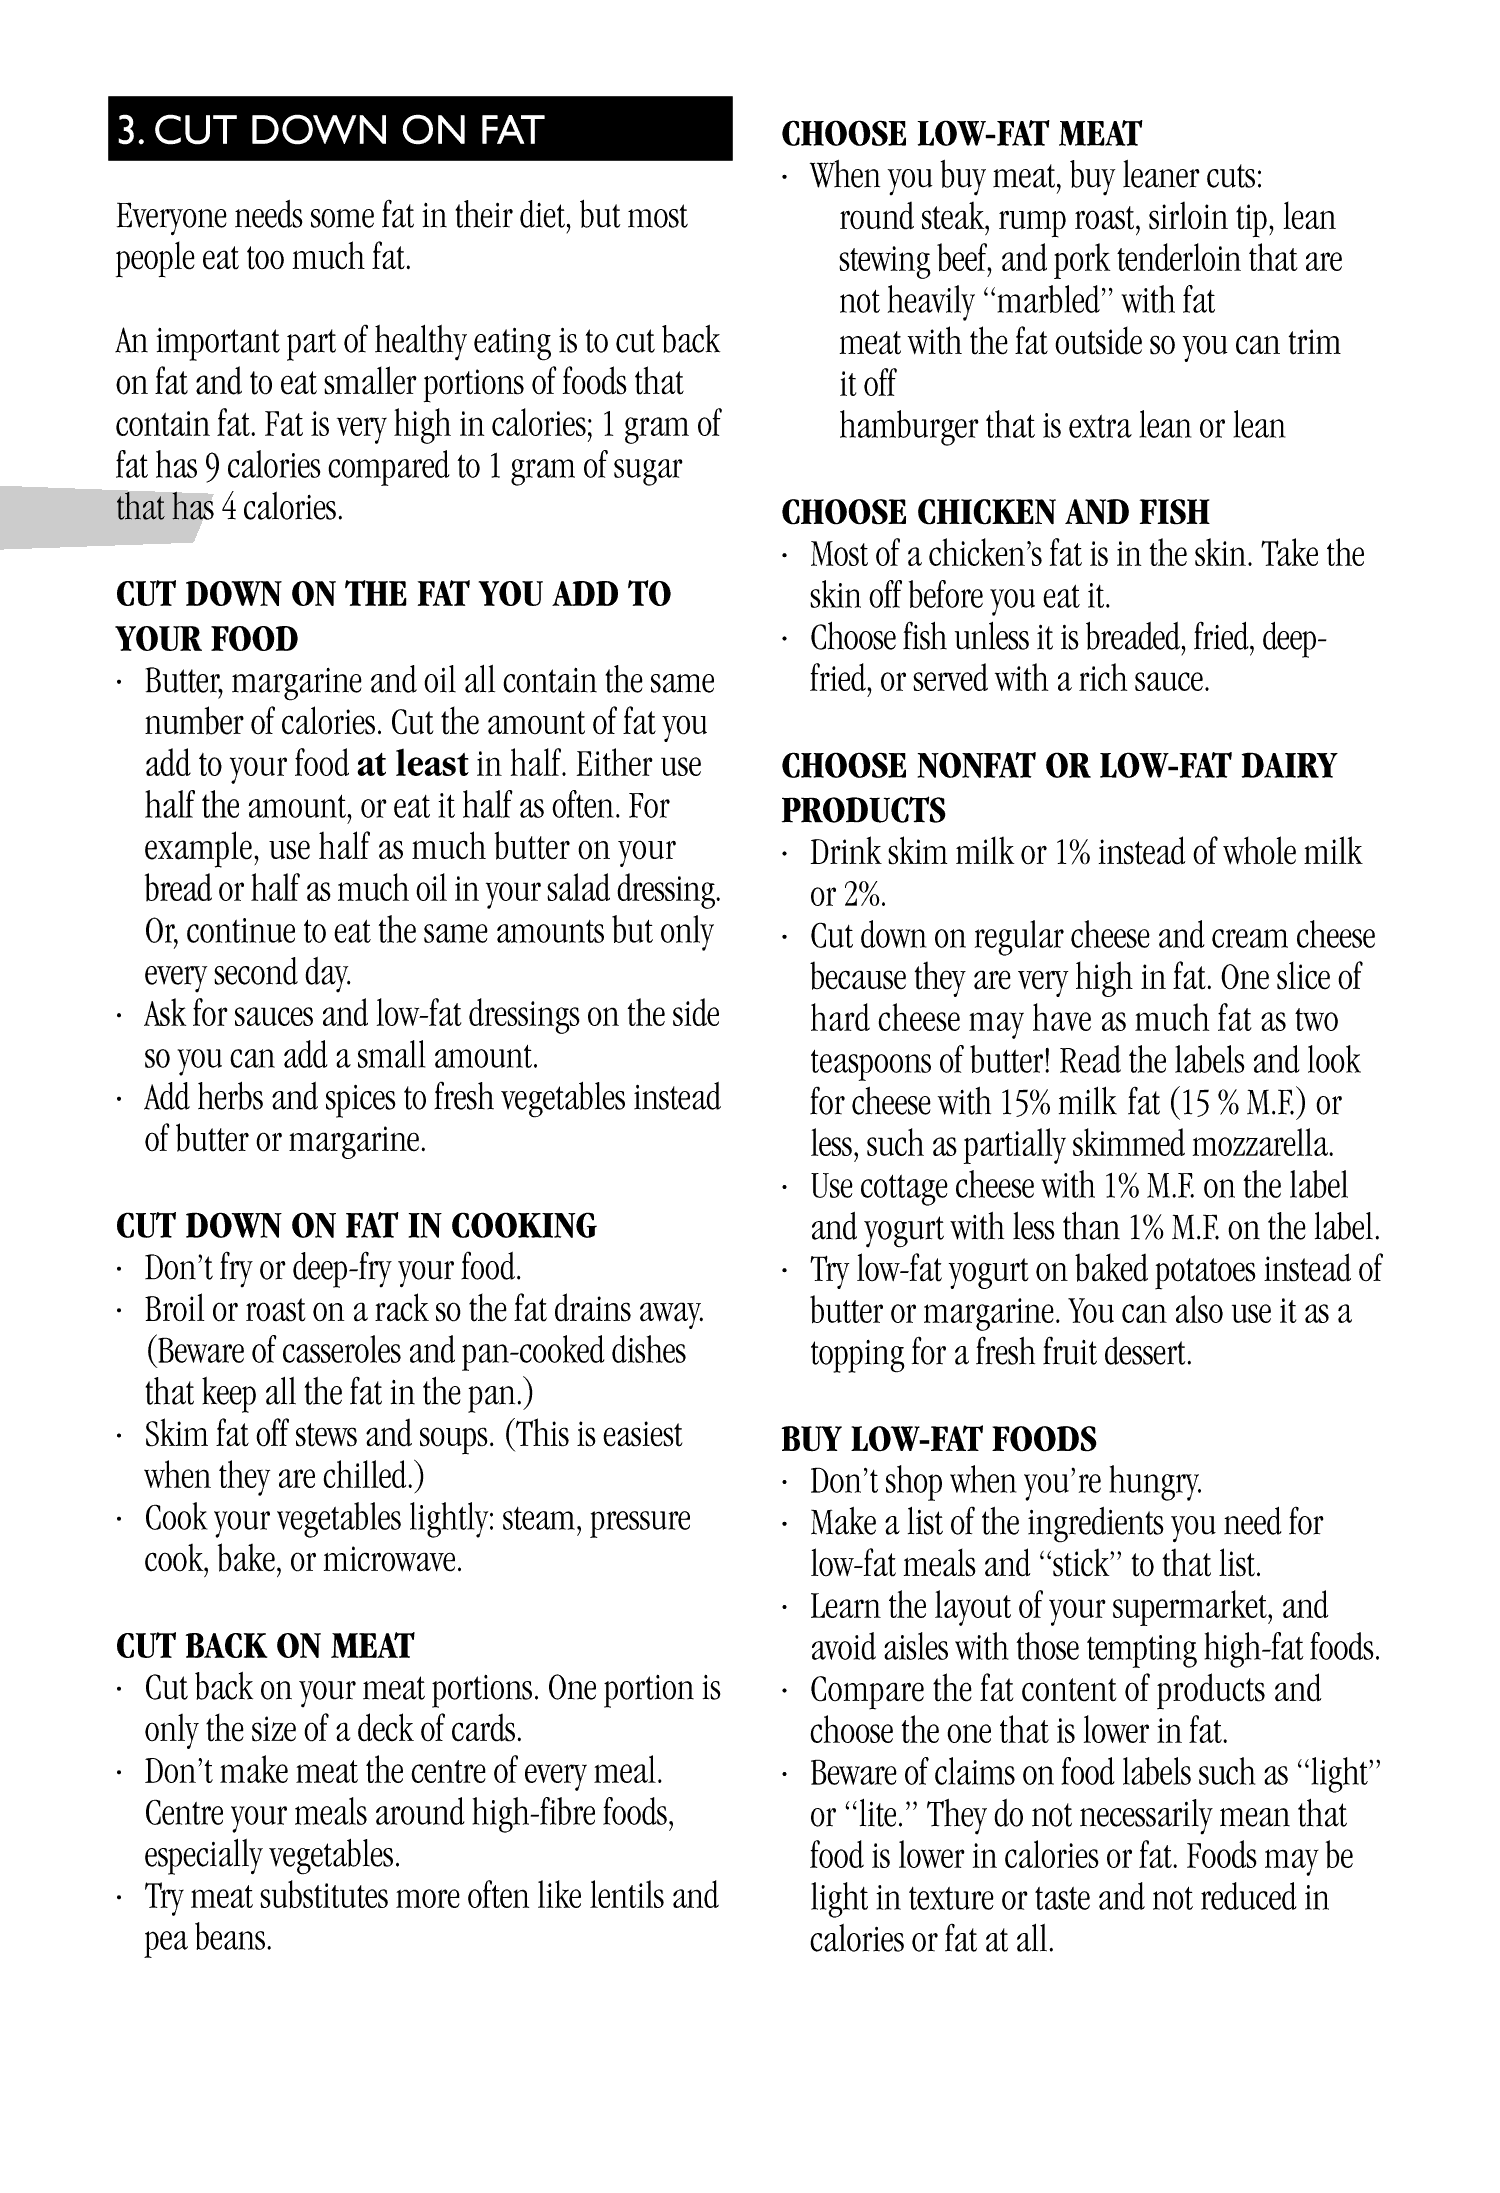 3. CUT DOWN ON FAT
Everyone needs some fat in their diet, but most
people eat too much fat.
An important part of healthy eating is to cut back
on fat and to eat smaller portions of foods that
contain fat. Fat is very high in calories; 1 gram of
fat has 9 calories compared to 1 gram of sugar
that has 4 calories.
CUT DOWN ON THE FAT YOU ADD TO
YOUR FOOD
· Butter, margarine and oil all contain the same
number of calories. Cut the amount of fat you
add to your food at least in half. Either use
half the amount, or eat it half as often. For
example, use half as much butter on your
bread or half as much oil in your salad dressing.
Or, continue to eat the same amounts but only
every second day.
· Ask for sauces and low-fat dressings on the side
so you can add a small amount.
· Add herbs and spices to fresh vegetables instead
of butter or margarine.
CUT DOWN ON FAT IN COOKING
· Don’t fry or deep-fry your food.
· Broil or roast on a rack so the fat drains away.
(Beware of casseroles and pan-cooked dishes
that keep all the fat in the pan.)
· Skim fat off stews and soups. (This is easiest
when they are chilled.)
· Cook your vegetables lightly: steam, pressure
cook, bake, or microwave.
CUT BACK ON MEAT
· Cut back on your meat portions. One portion is
only the size of a deck of cards.
· Don’t make meat the centre of every meal.
Centre your meals around high-fibre foods,
especially vegetables.
· Try meat substitutes more often like lentils and
pea beans.
CHOOSE LOW-FAT MEAT
· When you buy meat, buy leaner cuts:
round steak, rump roast, sirloin tip, lean
stewing beef, and pork tenderloin that are
not heavily “marbled” with fat
meat with the fat outside so you can trim
it off
hamburger that is extra lean or lean
CHOOSE CHICKEN AND FISH
· Most of a chicken’s fat is in the skin. Take the
skin off before you eat it.
· Choose fish unless it is breaded, fried, deep-
fried, or served with a rich sauce.
CHOOSE NONFAT OR LOW-FAT DAIRY
PRODUCTS
· Drink skim milk or 1% instead of whole milk
or 2%.
· Cut down on regular cheese and cream cheese
because they are very high in fat. One slice of
hard cheese may have as much fat as two
teaspoons of butter! Read the labels and look
for cheese with 15% milk fat (15 % M.F.) or
less, such as partially skimmed mozzarella.
· Use cottage cheese with 1% M.F. on the label
and yogurt with less than 1% M.F. on the label.
· Try low-fat yogurt on baked potatoes instead of
butter or margarine. You can also use it as a
topping for a fresh fruit dessert.
BUY LOW-FAT FOODS
· Don’t shop when you’re hungry.
· Make a list of the ingredients you need for
low-fat meals and “stick” to that list.
· Learn the layout of your supermarket, and
avoid aisles with those tempting high-fat foods.
· Compare the fat content of products and
choose the one that is lower in fat.
· Beware of claims on food labels such as “light”
or “lite.” They do not necessarily mean that
food is lower in calories or fat. Foods may be
light in texture or taste and not reduced in
calories or fat at all.